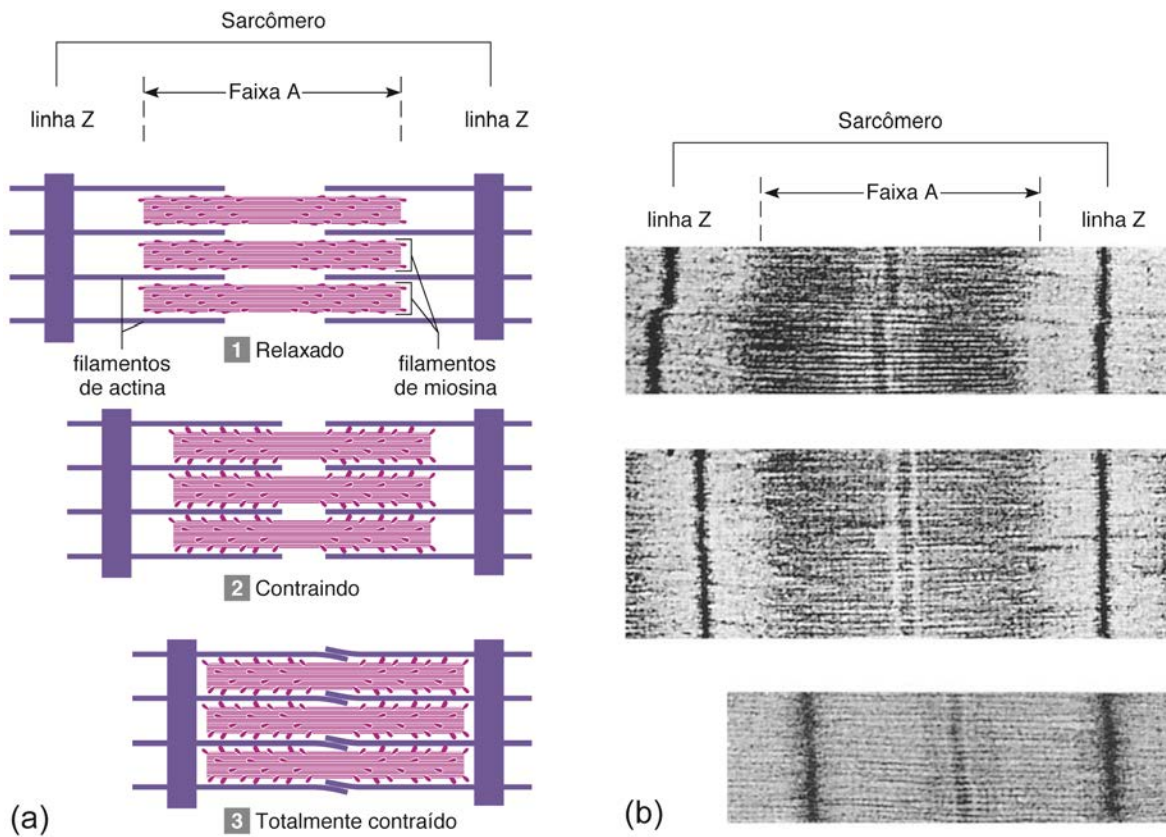 Sarcômero
Faixa A
linha Z
linha Z
1 Relaxado
filamentos
de actina
filamentos
de miosina
2 Contraindo
3 Totalmente contraído
(a)
Sarcômero
Faixa A
linha Z
linha Z
(b)